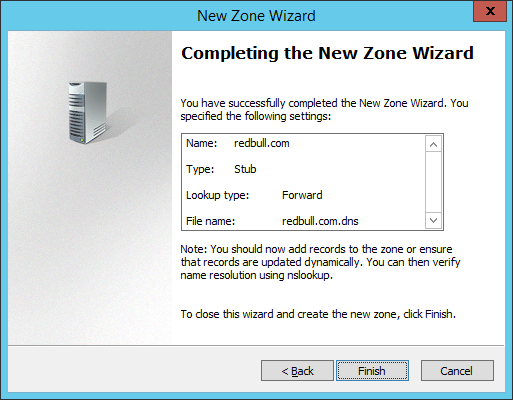 New Zone Wizard
X
Completing the New Zone Wizard
You have successfully completed the New Zone Wizard. You
specified the following settings:
Name: redbull.com
Type: Stub
Lookup type: Forward
File name: redbull.com.dns
Note: You should now add records to the zone or ensure
that records are updated dynamically. You can then verify
name resolution using nslookup.
To close this wizard and create the new zone, click Finish.
< Back Finish Cancel